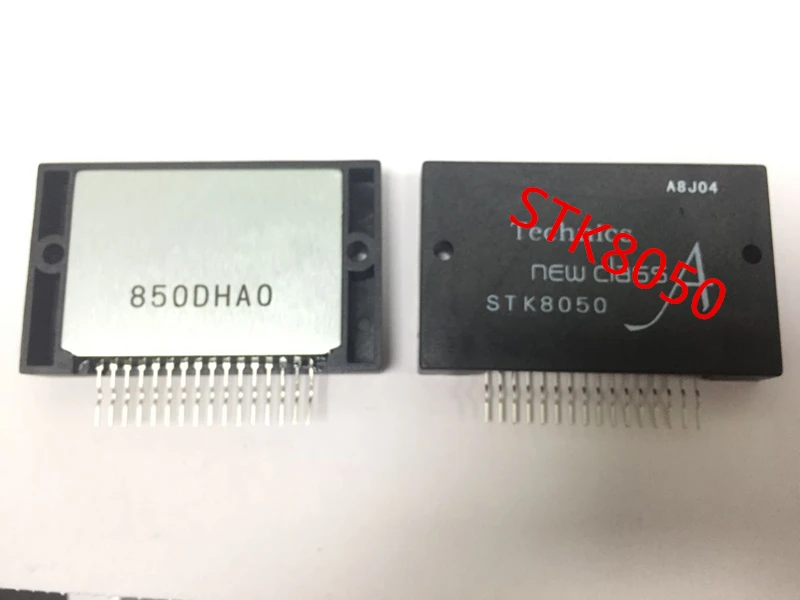 850DHA0
A8J04
Technics
new class A
STK8050
STK8050